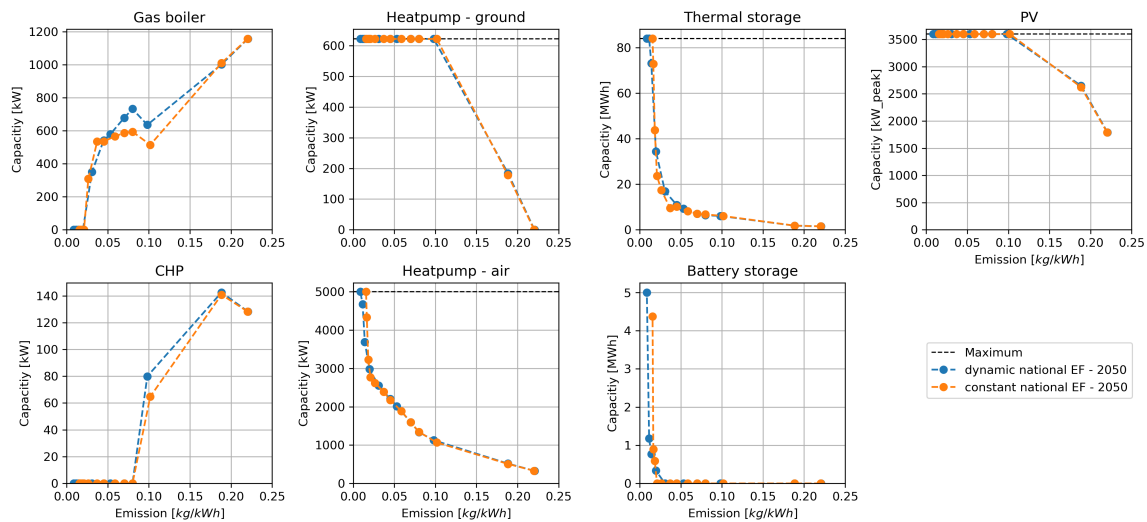 Gas boiler
Capacitiy [kW]
1200
1000
800
600
400
200
0
0.00 0.05 0.10 0.15 0.20 0.25
Heatpump - ground
Capacitiy [kW]
600
500
400
300
200
100
0
0.00 0.05 0.10 0.15 0.20 0.25
Thermal storage
Capacitiy [MWh]
80
60
40
20
0
0.00 0.05 0.10 0.15 0.20 0.25
PV
Capacitiy [kW_peak]
3500
3000
2500
2000
1500
1000
500
0
0.00 0.05 0.10 0.15 0.20 0.25
Emission [kg/kWh]
CHP
Capacitiy [kW]
140
120
100
80
60
40
20
0
0.00 0.05 0.10 0.15 0.20 0.25
Emission [kg/kWh]
Heatpump - air
Capacitiy [kW]
5000
4000
3000
2000
1000
0
0.00 0.05 0.10 0.15 0.20 0.25
Emission [kg/kWh]
Battery storage
Capacitiy [MWh]
5
4
3
2
1
0
0.00 0.05 0.10 0.15 0.20 0.25
Emission [kg/kWh]
Maximum
dynamic national EF - 2050
constant national EF - 2050